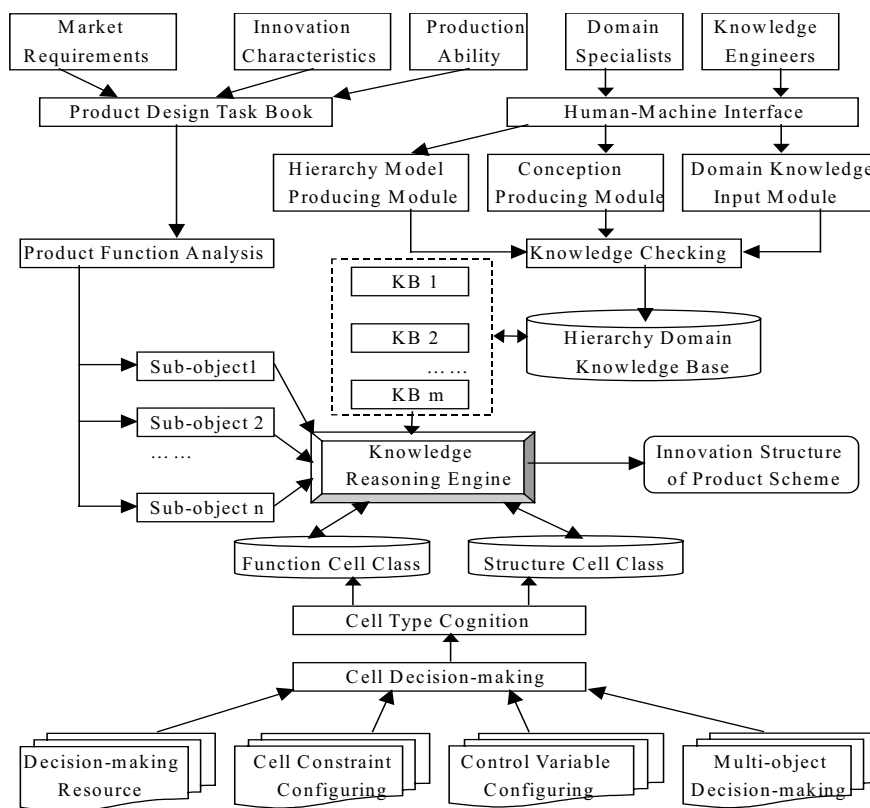 Market
Requirements
Innovation
Characteristics
Production
Ability
Domain
Specialists
Knowledge
Engineers
Product Design Task Book
Human-Machine Interface
Hierarchy Model
Producing Module
Conception
Producing Module
Domain Knowledge
Input Module
Product Function Analysis
Knowledge Checking
KB 1
KB 2
......
KB m
Hierarchy Domain
Knowledge Base
Sub-object1
Sub-object 2
......
Sub-object n
Knowledge
Reasoning Engine
Innovation Structure
of Product Scheme
Function Cell Class
Structure Cell Class
Cell Type Cognition
Cell Decision-making
Decision-making
Resource
Cell Constraint
Configuring
Control Variable
Configuring
Multi-object
Decision-making